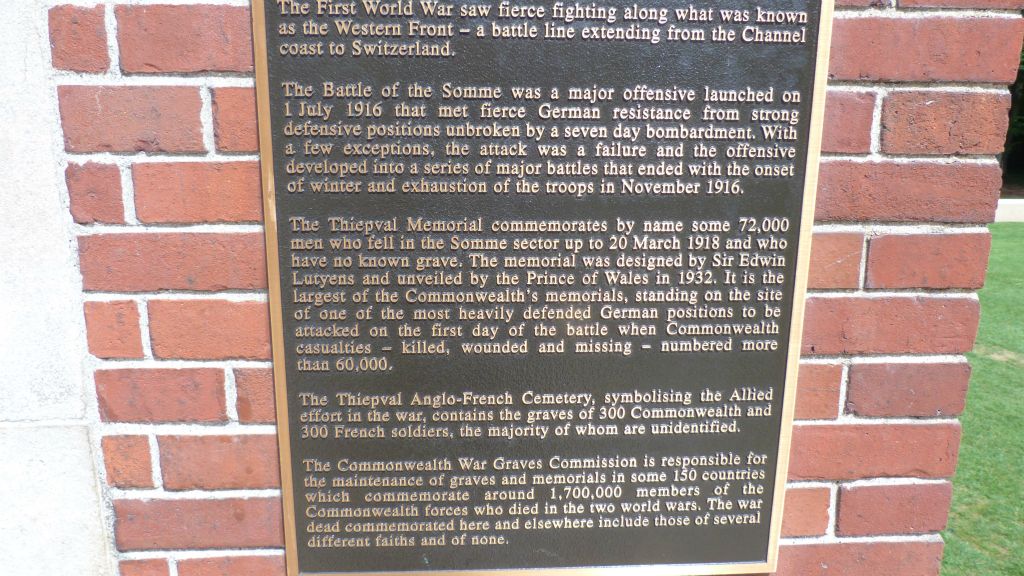 The First World War saw fierce fighting along what was known
as the Western Front – a battle line extending from the Channel
coast to Switzerland.
The Battle of the Somme was a major offensive launched on
1 July 1916 that met fierce German resistance from strong
defensive positions unbroken by a seven day bombardment. With
a few exceptions, the attack was a failure and the offensive
developed into a series of major battles that ended with the onset
of winter and exhaustion of the troops in November 1916.
The Thiepval Memorial commemorates by name some 72,000
men who fell in the Somme sector up to 20 March 1918 and who
have no known grave. The memorial was designed by Sir Edwin
Lutyens and unveiled by the Prince of Wales in 1932. It is the
largest of the Commonwealth's memorials, standing on the site
of one of the most heavily defended German positions to be
attacked on the first day of the battle when Commonwealth
casualties – killed, wounded and missing – numbered more
than 60,000.
The Thiepval Anglo-French Cemetery, symbolising the Allied
effort in the war, contains the graves of 300 Commonwealth and
300 French soldiers, the majority of whom are unidentified.
The Commonwealth War Graves Commission is responsible for
the maintenance of graves and memorials in some 150 countries
which commemorate around 1,700,000 members of the
Commonwealth forces who died in the two world wars. The war
dead commemorated here and elsewhere include those of several
different faiths and of none.